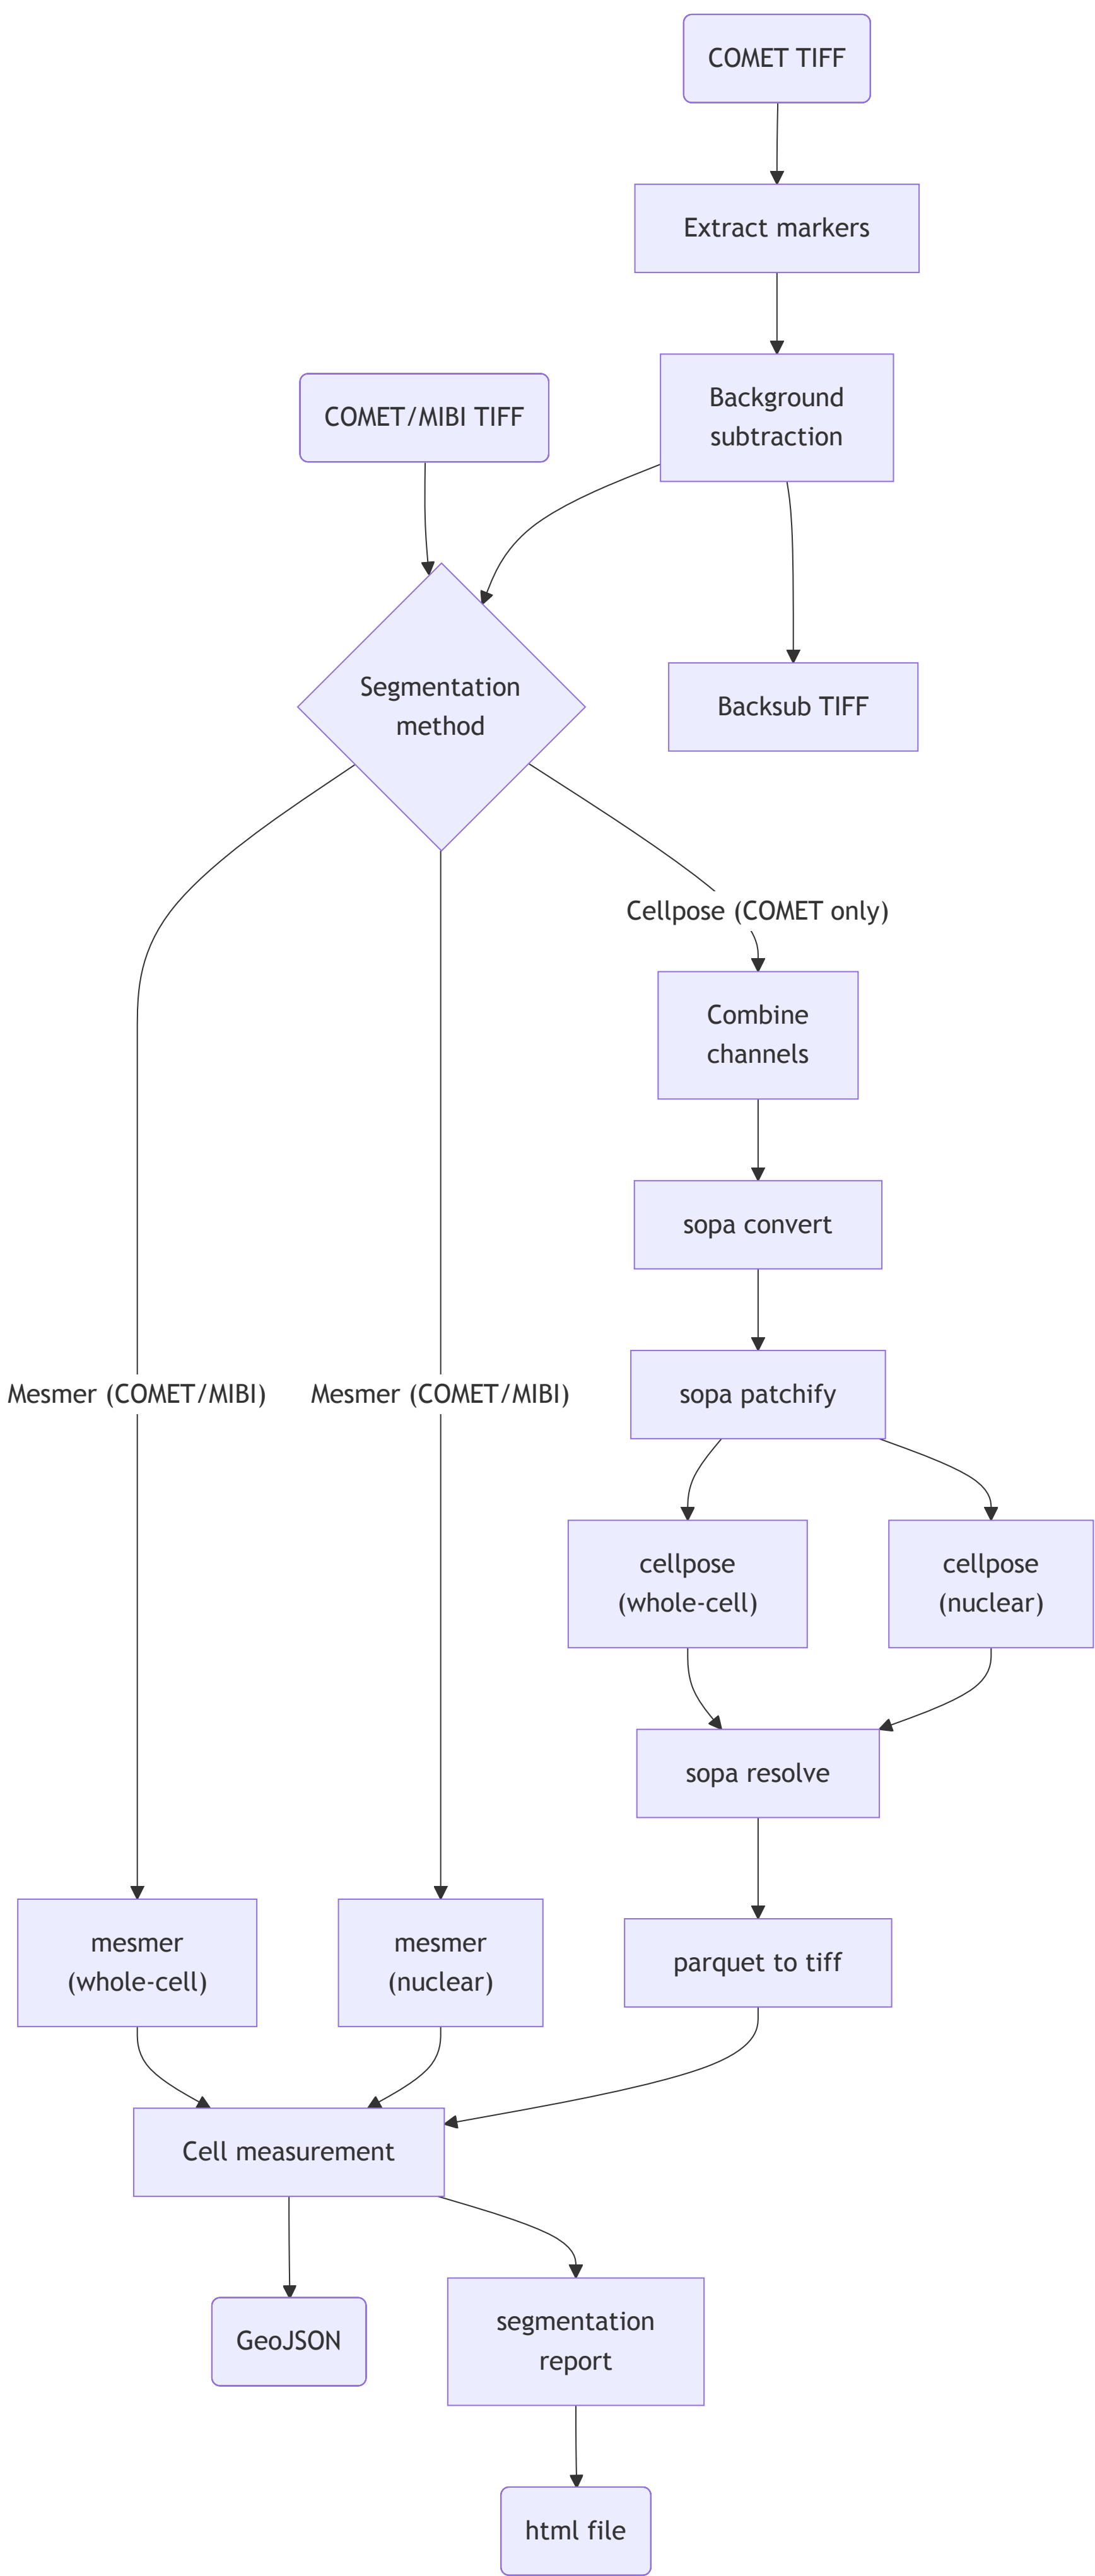 COMET TIFF
Extract markers
Background
subtraction
COMET/MIBI TIFF
Segmentation
method
Backsub TIFF
Cellpose (COMET only)
Combine
channels
sopa convert
Mesmer (COMET/MIBI)
Mesmer (COMET/MIBI)
sopa patchify
cellpose
(whole-cell)
cellpose
(nuclear)
sopa resolve
mesmer
(whole-cell)
mesmer
(nuclear)
parquet to tiff
Cell measurement
GeoJSON
segmentation
report
html file